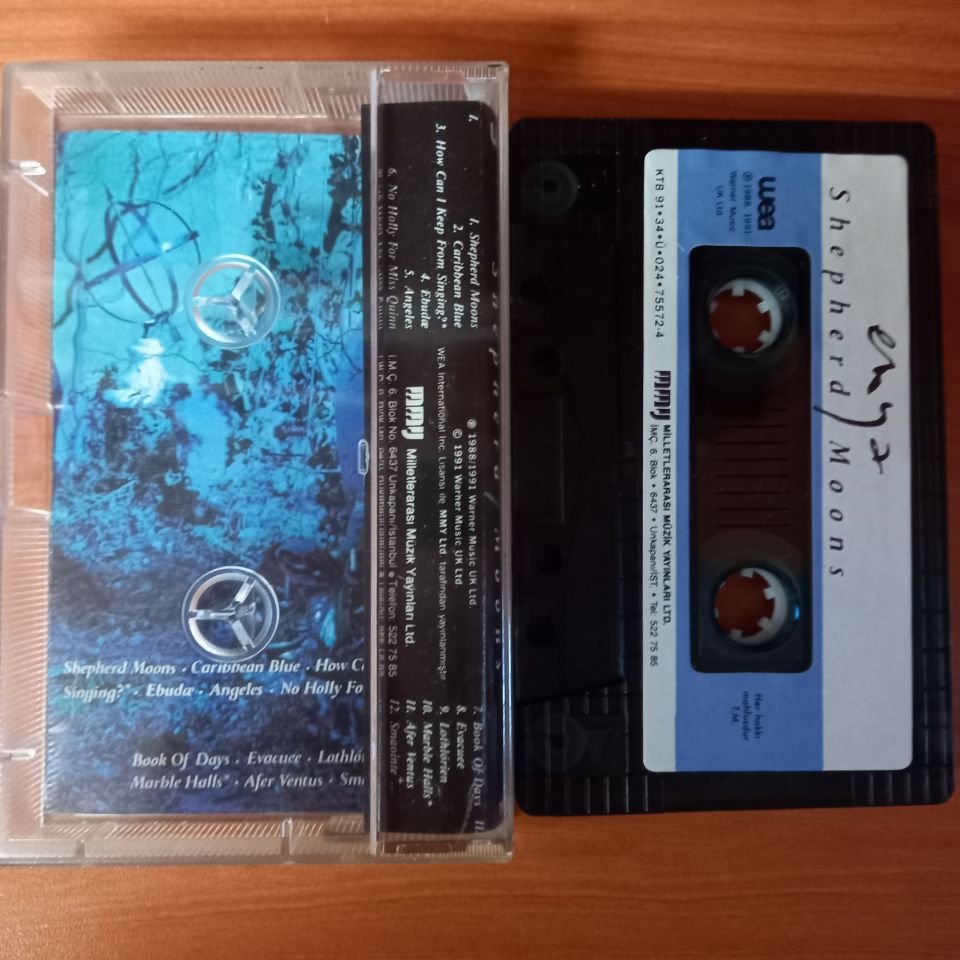 Shepherd Moons • Caribbean Blue • How C
Singing?* • Ebudæ • Angeles • No Holly Fo
Book Of Days • Evacuee • Lothló
Marble Halls* • Afer Ventus • Sm
I.
1. Shepherd Moons
2. Caribbean Blue
3. How Can I Keep From Singing?*
4. Ebudæ
5. Angeles
6. No Holly For Miss Quinn
℗ 1988/1991 Warner Music UK Ltd.
© 1991 Warner Music UK Ltd.
WEA International Inc. Lisansı ile MMY Ltd. tarafından yayınlanmıştır.
mmy Milletlerarası Müzik Yayınları Ltd.
I.M.Ç. 6. Blok No. 6437 Unkapanı/İstanbul • Telefon: 522 75 85
7. Book Of Days
8. Evacuee
9. Lothlórien
10. Marble Halls*
11. Afer Ventus
12. Smaointe ...
II.
enya
Shepherd Moons
wea
℗ 1988, 1991
Warner Music
UK Ltd.
Her hakkı
mahfuzdur
T.M.
KTB 91•34•Ü•024•75572-4
mmy MİLLETLERARASI MÜZİK YAYINLARI LTD.
İMÇ. 6. Blok • 6437 • Unkapanı/İST. • Tel: 522 75 85